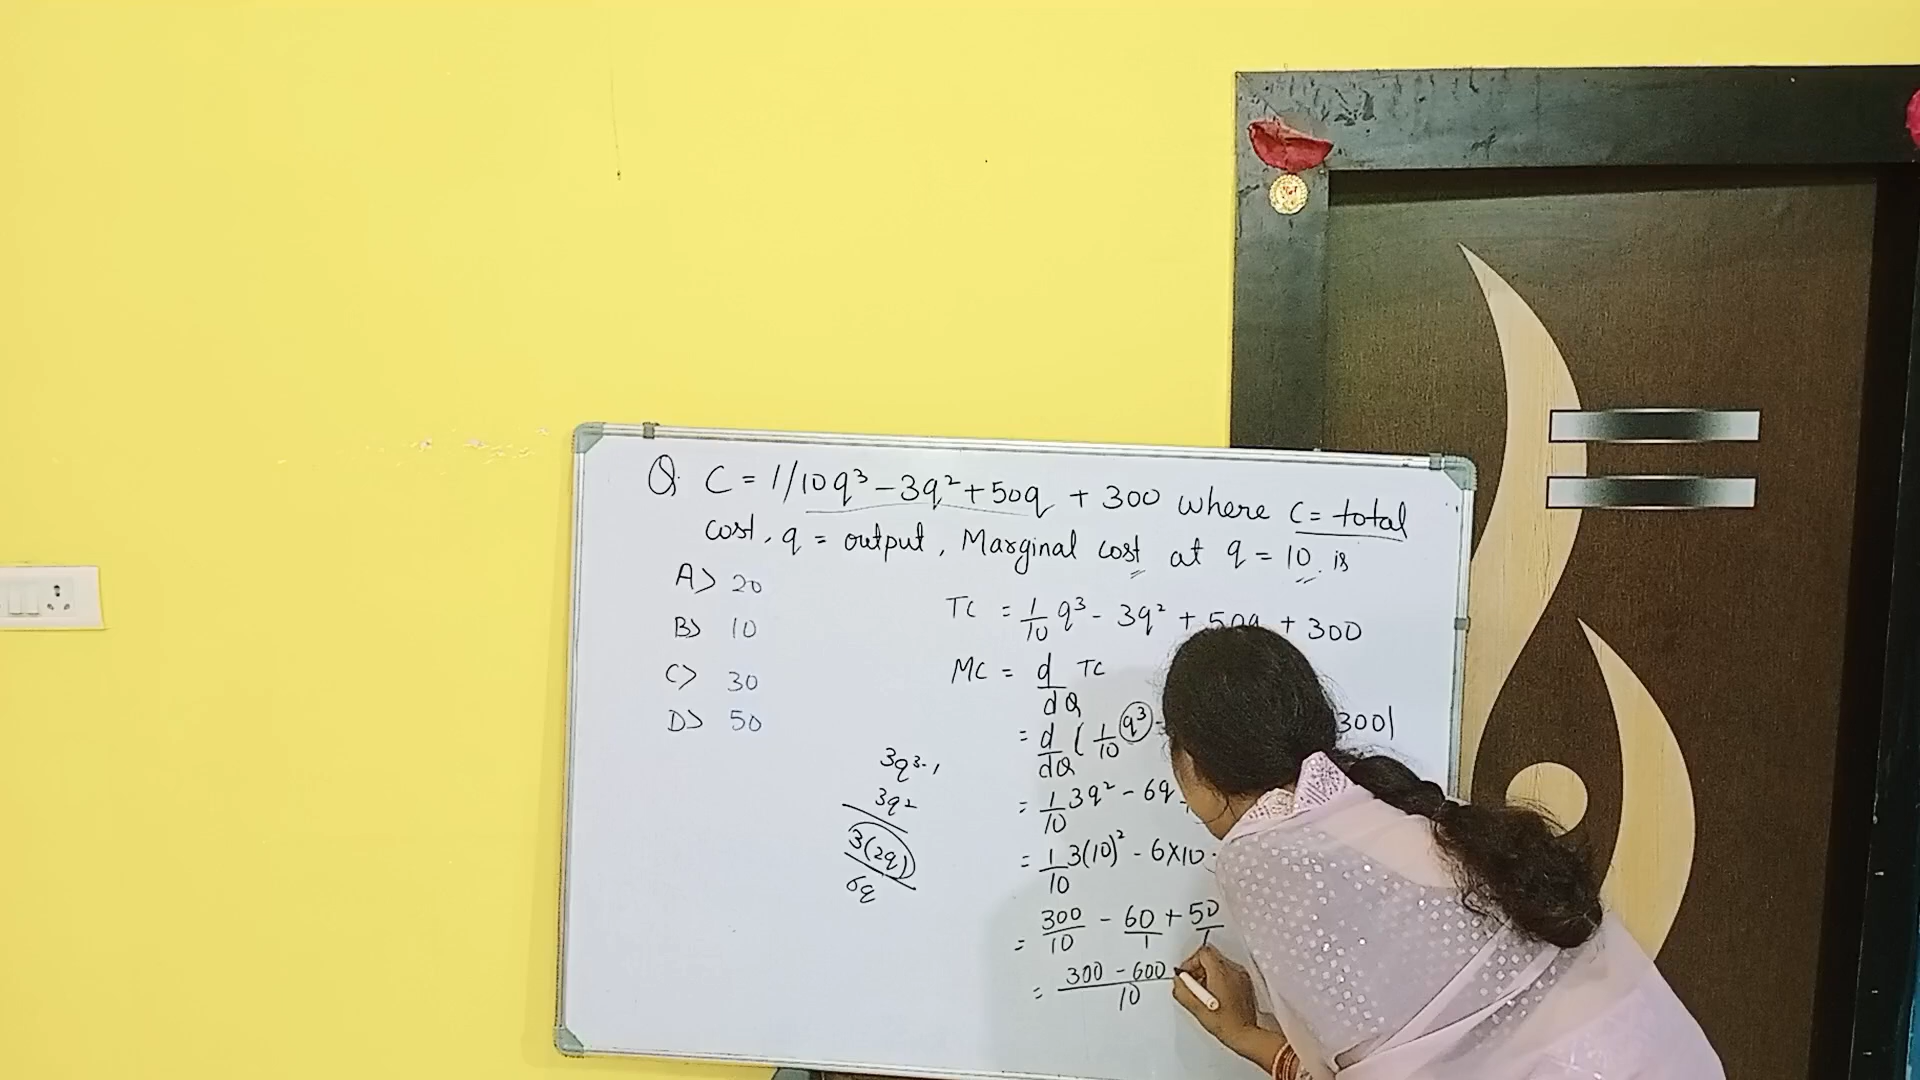 Q. C = 1/10q³ - 3q² + 50q + 300 where C = total
cost, q = output, Marginal cost at q = 10 is
A> 20
B> 10
C> 30
D> 50
TC = 1/10 q³ - 3q² + 50q + 300
MC = d/dQ TC
= d/dQ ( 1/10 q³ - 300)
= 1/10 3q² - 6q
= 1/10 3(10)² - 6×10
= 300/10 - 60/1 + 50/1
= 300 - 600/10
3q³⁻¹
3q²
3(2q)
6q